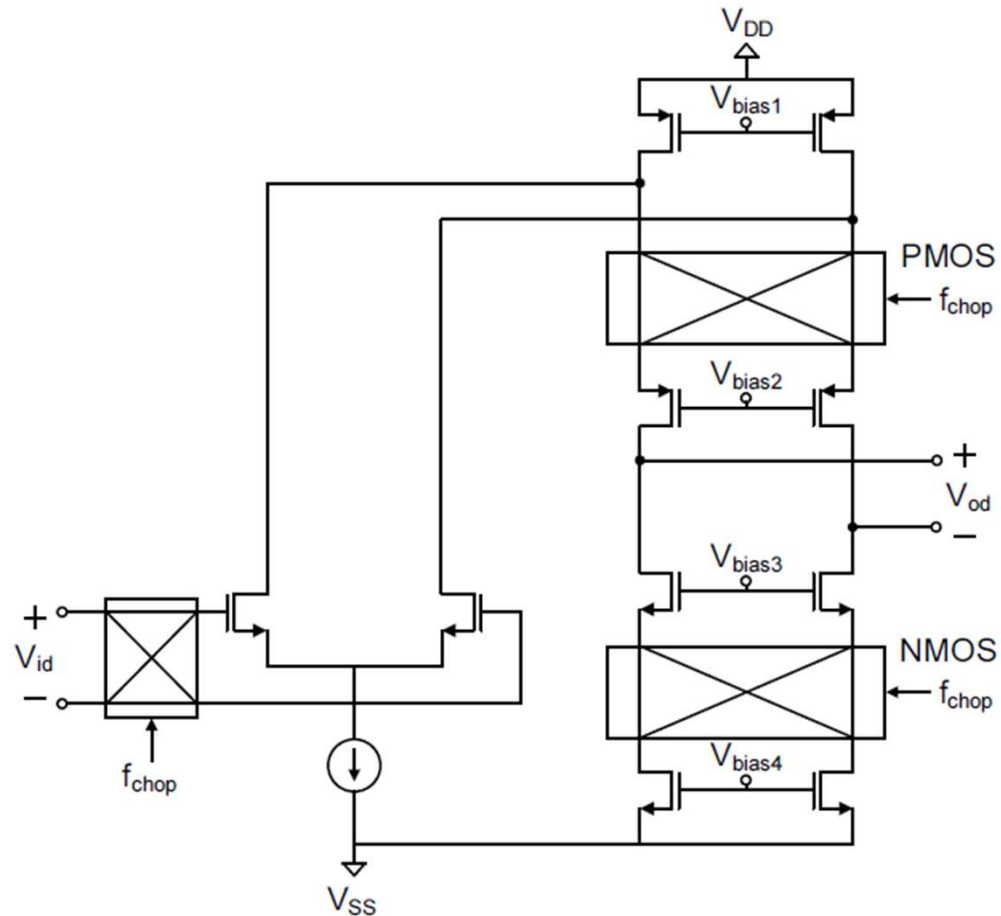 VDD
Vbias1
PMOS
fchop
Vbias2
+
Vod
−
Vbias3
+
Vid
−
fchop
NMOS
fchop
Vbias4
VSS